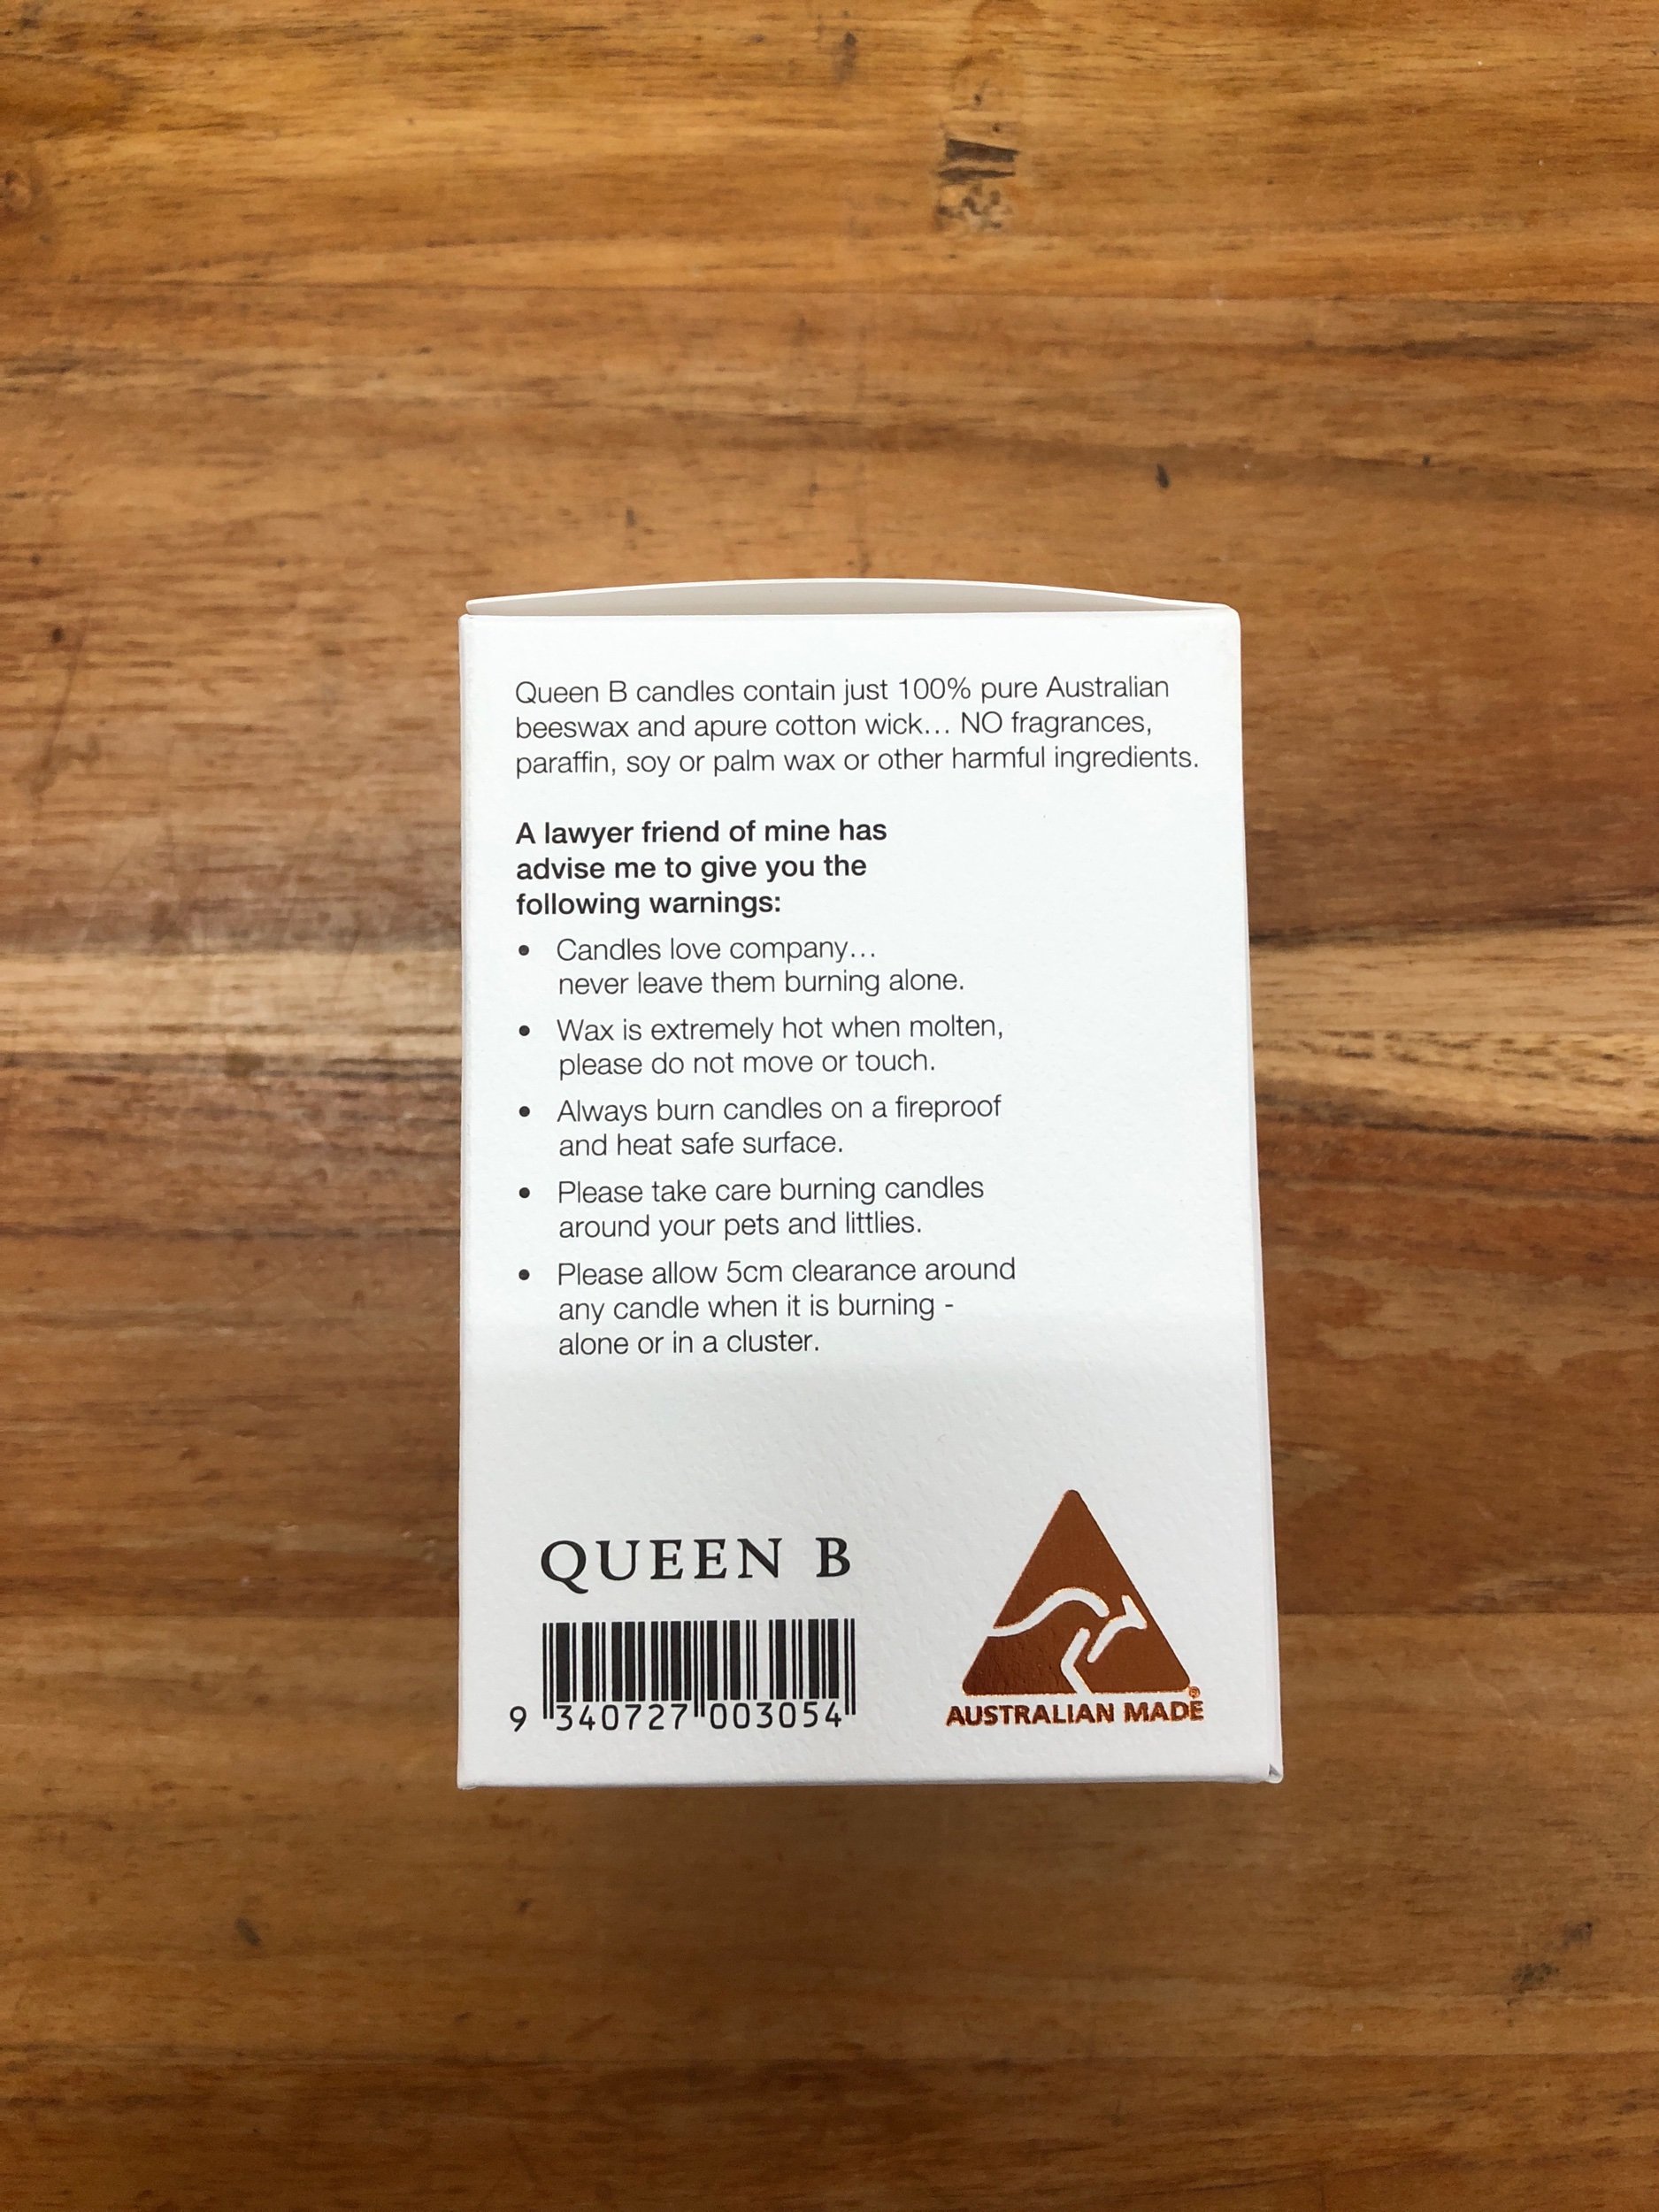 Queen B candles contain just 100% pure Australian
beeswax and apure cotton wick... NO fragrances,
paraffin, soy or palm wax or other harmful ingredients.
A lawyer friend of mine has
advise me to give you the
following warnings:
• Candles love company...
never leave them burning alone.
• Wax is extremely hot when molten,
please do not move or touch.
• Always burn candles on a fireproof
and heat safe surface.
• Please take care burning candles
around your pets and littlies.
• Please allow 5cm clearance around
any candle when it is burning -
alone or in a cluster.
QUEEN B
9 340727 003054
AUSTRALIAN MADE®